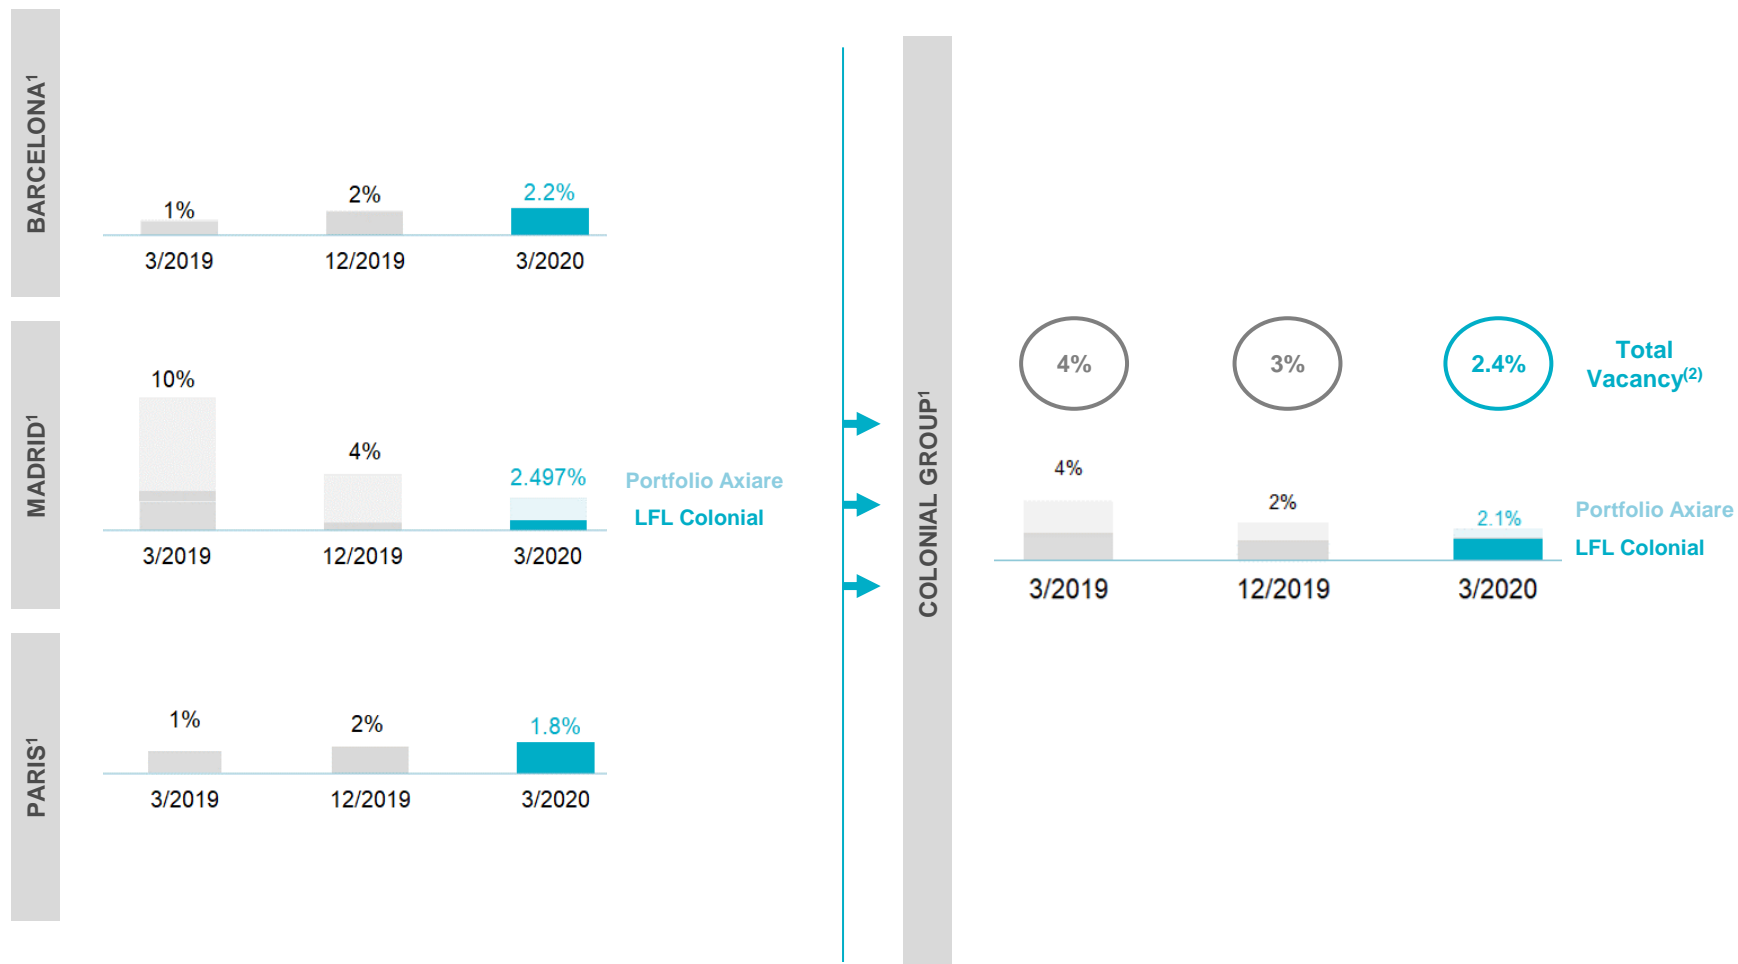 BARCELONA¹
1%
2%
2.2%
3/2019
12/2019
3/2020
MADRID¹
10%
4%
2.497%
Portfolio Axiare
LFL Colonial
3/2019
12/2019
3/2020
PARIS¹
1%
2%
1.8%
3/2019
12/2019
3/2020
COLONIAL GROUP¹
4%
3%
2.4%
Total
Vacancy(2)
4%
2%
2.1%
Portfolio Axiare
LFL Colonial
3/2019
12/2019
3/2020